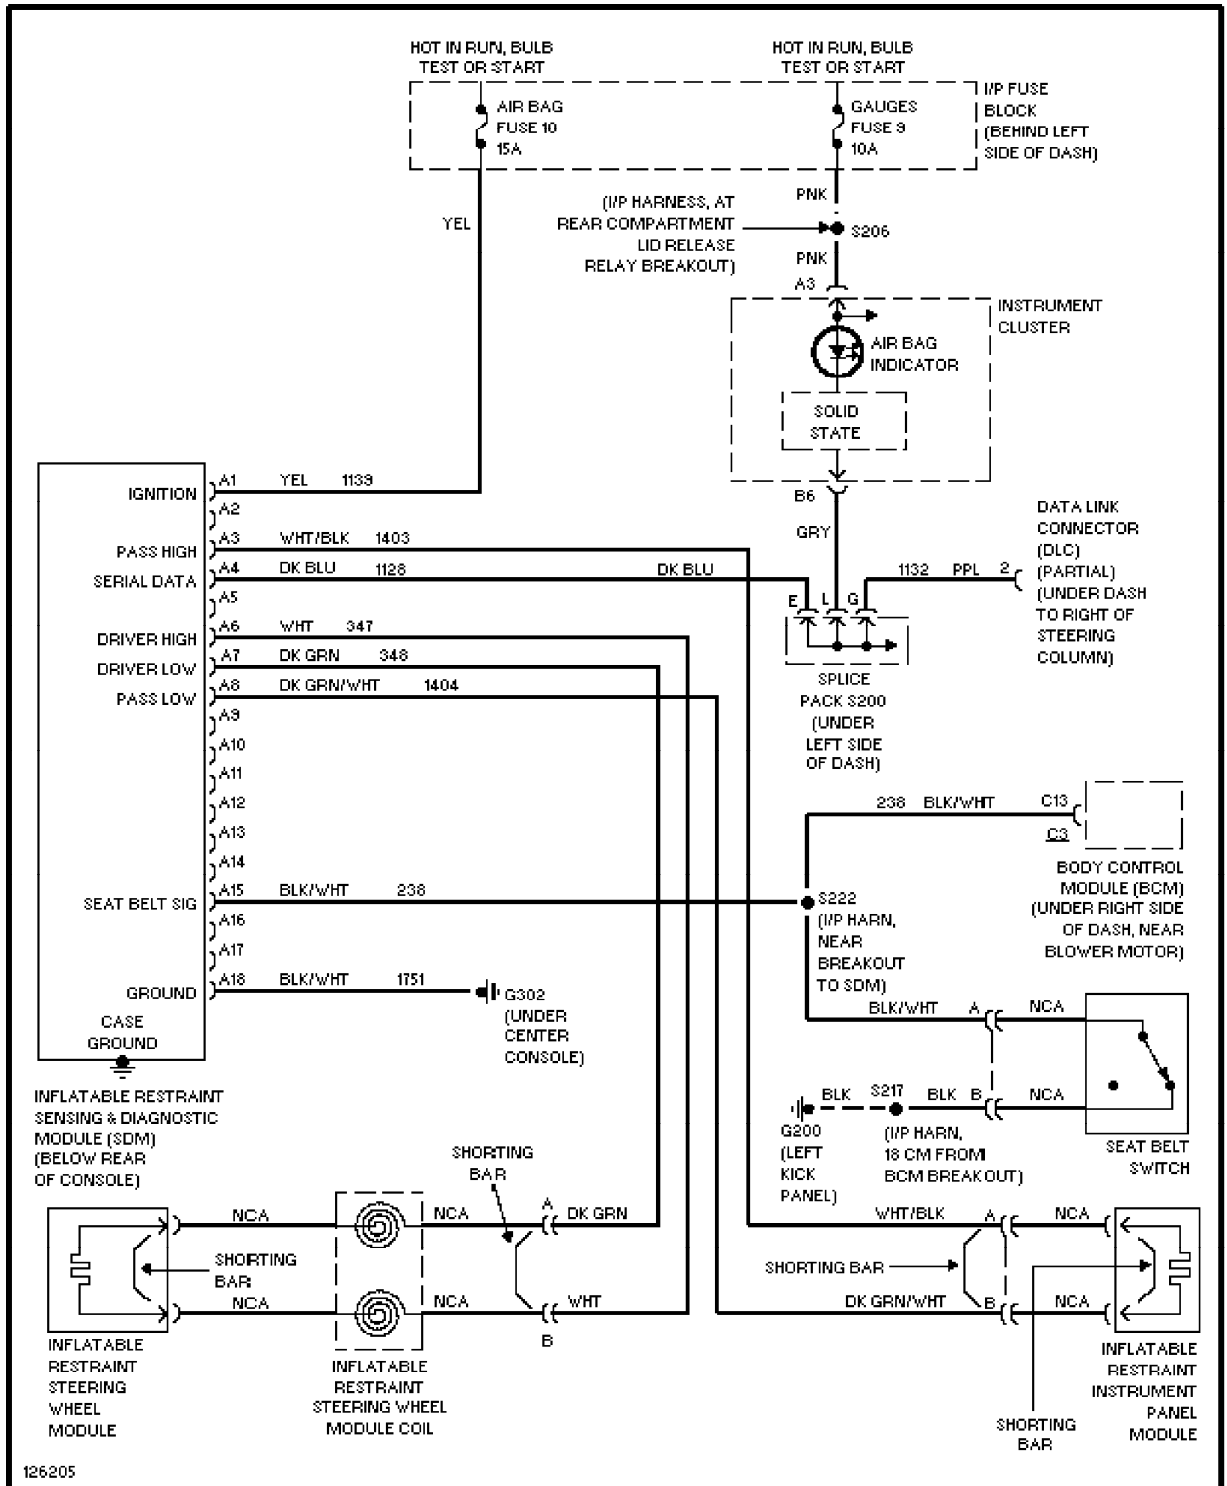 HOT IN RUN, BULB
TEST OR START
HOT IN RUN, BULB
TEST OR START
AIR BAG
FUSE 10
15A
GAUGES
FUSE 9
10A
I/P FUSE
BLOCK
(BEHIND LEFT
SIDE OF DASH)
YEL
(I/P HARNESS, AT
REAR COMPARTMENT
LID RELEASE
RELAY BREAKOUT)
PNK
S206
PNK
A3
INSTRUMENT
CLUSTER
AIR BAG
INDICATOR
SOLID
STATE
B6
GRY
DATA LINK
CONNECTOR
(DLC)
(PARTIAL)
(UNDER DASH
TO RIGHT OF
STEERING
COLUMN)
IGNITION
A1 YEL 1139
A2
PASS HIGH
A3 WHT/BLK 1403
SERIAL DATA
A4 DK BLU 1128 DK BLU
1132 PPL 2
A5
E L G
DRIVER HIGH
A6 WHT 347
DRIVER LOW
A7 DK GRN 348
PASS LOW
A8 DK GRN/WHT 1404
SPLICE
PACK S200
(UNDER
LEFT SIDE
OF DASH)
A9
A10
A11
A12
A13
A14
238 BLK/WHT C13
C3
BODY CONTROL
MODULE (BCM)
(UNDER RIGHT SIDE
OF DASH, NEAR
BLOWER MOTOR)
SEAT BELT SIG
A15 BLK/WHT 238
S222
(I/P HARN,
NEAR
BREAKOUT
TO SDM)
A16
A17
GROUND
A18 BLK/WHT 1751
G302
(UNDER
CENTER
CONSOLE)
CASE
GROUND
BLK/WHT A NCA
BLK S217 BLK B NCA
G200
(LEFT
KICK
PANEL)
(I/P HARN,
18 CM FROM
BCM BREAKOUT)
SEAT BELT
SWITCH
INFLATABLE RESTRAINT
SENSING & DIAGNOSTIC
MODULE (SDM)
(BELOW REAR
OF CONSOLE)
SHORTING
BAR
NCA
NCA
A
DK GRN
WHT/BLK A NCA
SHORTING
BAR
SHORTING BAR
NCA
NCA
WHT
B
DK GRN/WHT B NCA
INFLATABLE
RESTRAINT
STEERING
WHEEL
MODULE
INFLATABLE
RESTRAINT
STEERING WHEEL
MODULE COIL
INFLATABLE
RESTRAINT
INSTRUMENT
PANEL
MODULE
SHORTING
BAR
126205